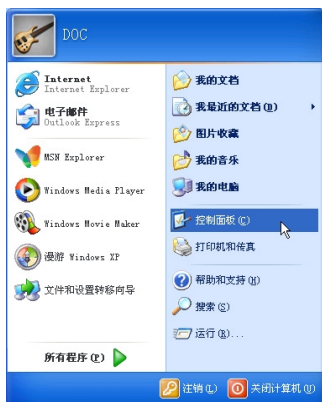 DOC
Internet
Internet Explorer
电子邮件
Outlook Express
MSN Explorer
Windows Media Player
Windows Movie Maker
漫游 Windows XP
文件和设置转移向导
所有程序(P)
我的文档
我最近的文档(D)
图片收藏
我的音乐
我的电脑
控制面板(C)
打印机和传真
帮助和支持(H)
搜索(S)
运行(R)...
注销(L)
关闭计算机(U)